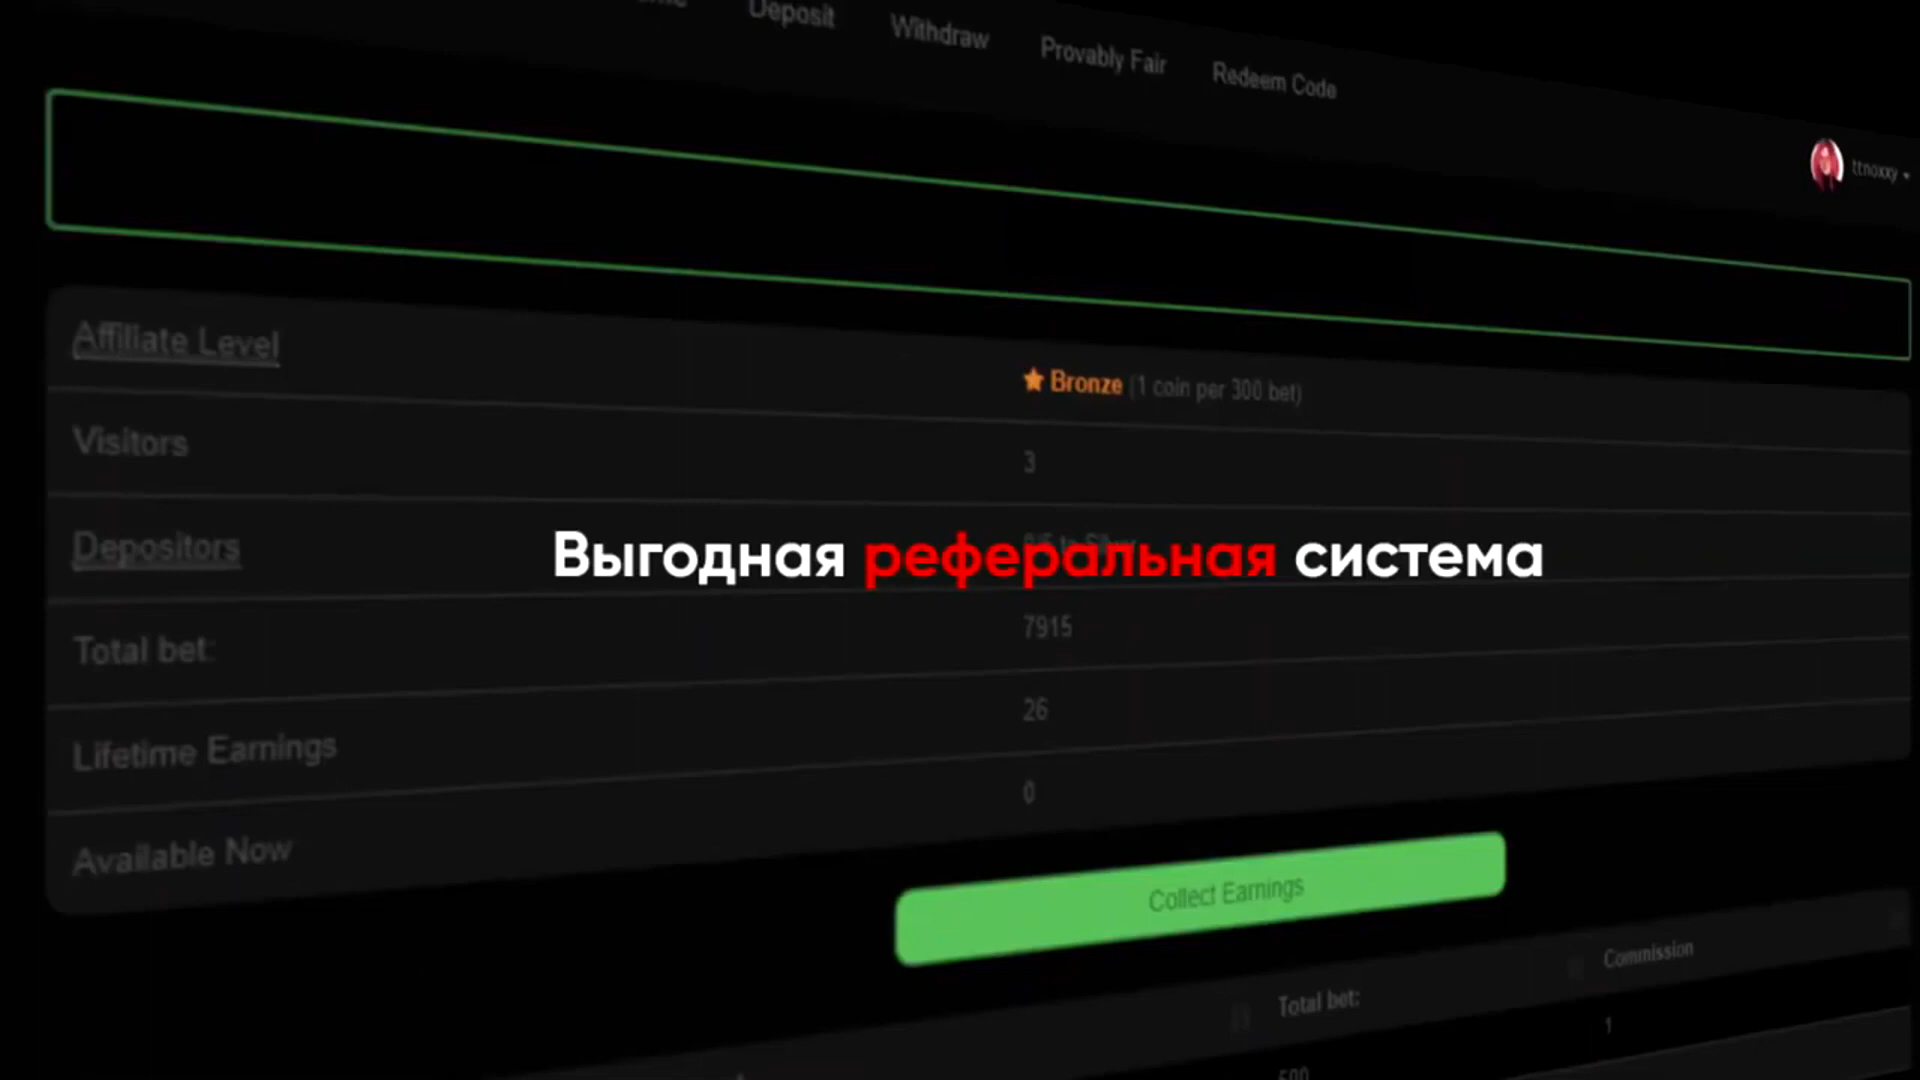 Deposit
Withdraw
Provably Fair
Redeem Code
ttnoxxy
Affiliate Level
★ Bronze (1 coin per 300 bet)
Visitors
3
Depositors
Выгодная реферальная система
Total bet:
7915
Lifetime Earnings
26
Available Now
0
Collect Earnings
Total bet:
Commission
1
500